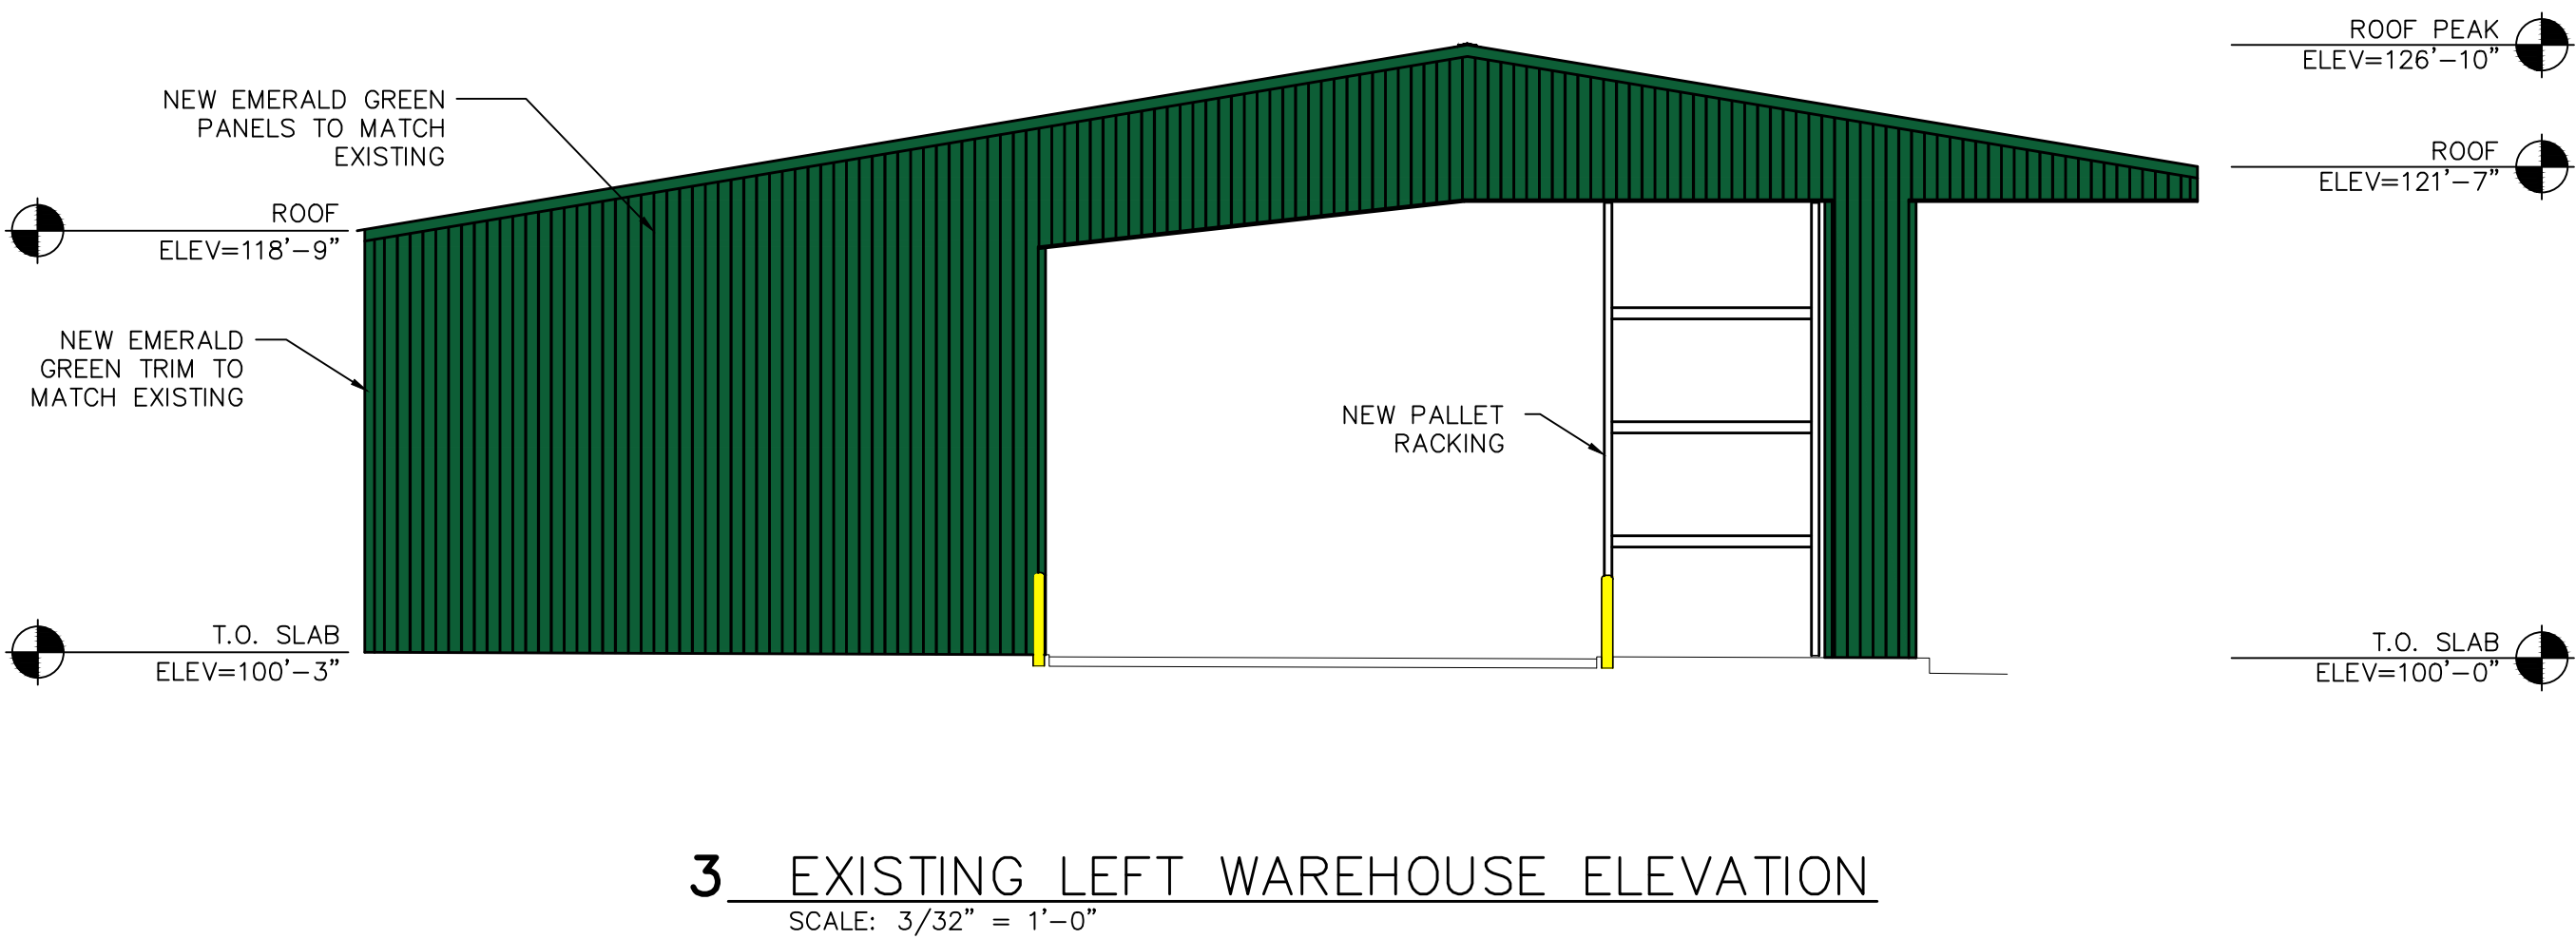 ROOF PEAK
ELEV=126'-10"
NEW EMERALD GREEN
PANELS TO MATCH
EXISTING
ROOF
ELEV=121'-7"
ROOF
ELEV=118'-9"
NEW EMERALD
GREEN TRIM TO
MATCH EXISTING
NEW PALLET
RACKING
T.O. SLAB
ELEV=100'-3"
T.O. SLAB
ELEV=100'-0"
3 EXISTING LEFT WAREHOUSE ELEVATION
SCALE: 3/32" = 1'-0"